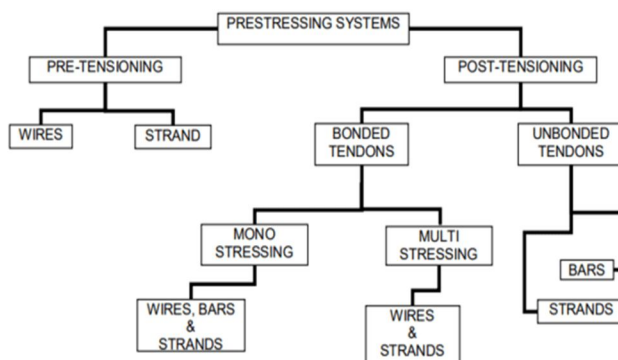 PRESTRESSING SYSTEMS
PRE-TENSIONING
POST-TENSIONING
WIRES
STRAND
BONDED
TENDONS
UNBONDED
TENDONS
MONO
STRESSING
MULTI
STRESSING
BARS
WIRES, BARS
&
STRANDS
WIRES
&
STRANDS
STRANDS